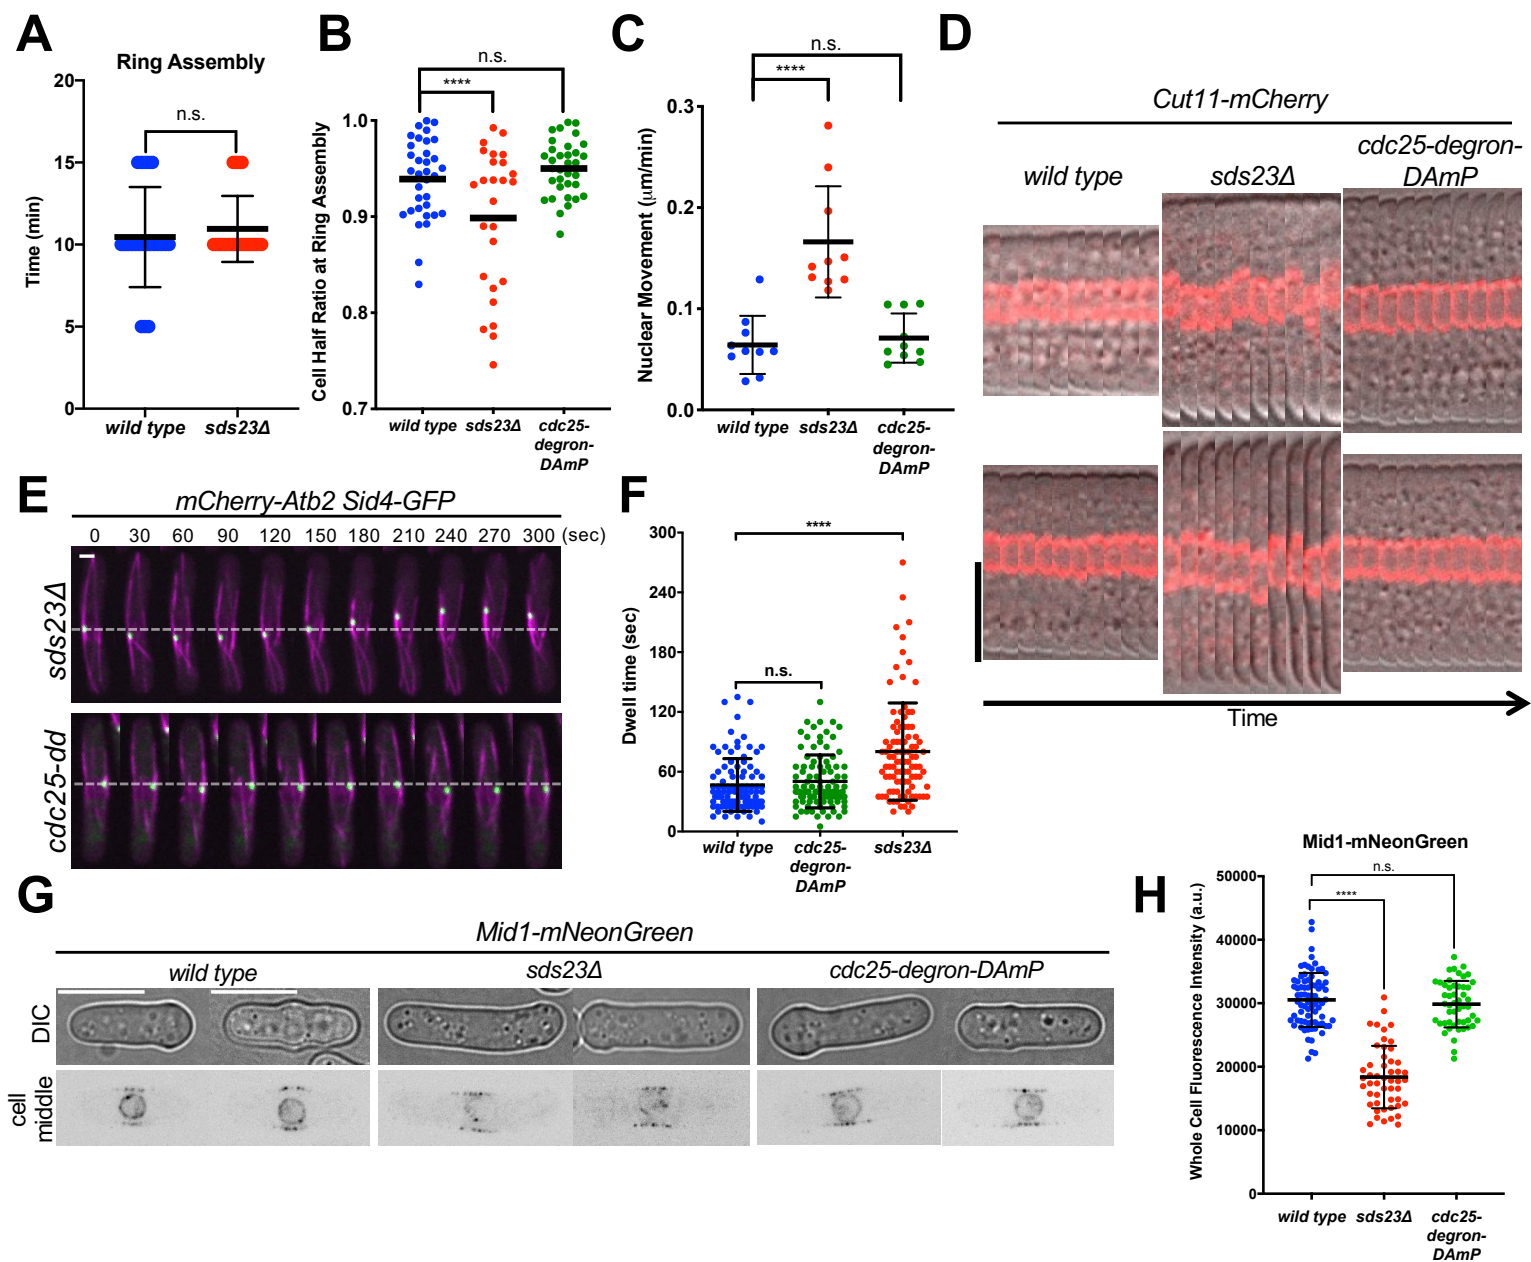 A
Ring Assembly
Time (min)
20
15
10
5
0
n.s.
wild type
sds23Δ
B
Cell Half Ratio at Ring Assembly
1.0
0.9
0.8
0.7
n.s.
****
wild type
sds23Δ
cdc25-
degron-
DAmP
C
Nuclear Movement (μm/min)
0.3
0.2
0.1
0.0
n.s.
****
wild type
sds23Δ
cdc25-
degron-
DAmP
D
Cut11-mCherry
wild type
sds23Δ
cdc25-degron-
DAmP
Time
E
mCherry-Atb2 Sid4-GFP
0 30 60 90 120 150 180 210 240 270 300 (sec)
sds23Δ
cdc25-dd
F
Dwell time (sec)
300
240
180
120
60
0
****
n.s.
wild type
cdc25-
degron-
DAmP
sds23Δ
G
Mid1-mNeonGreen
wild type
sds23Δ
cdc25-degron-DAmP
DIC
cell
middle
H
Mid1-mNeonGreen
Whole Cell Fluorescence Intensity (a.u.)
50000
40000
30000
20000
10000
0
n.s.
****
wild type
sds23Δ
cdc25-
degron-
DAmP